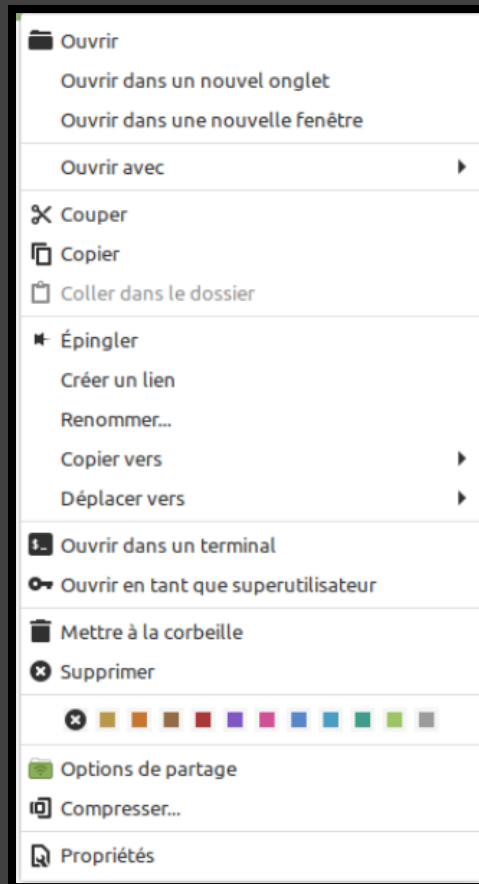 Ouvrir
Ouvrir dans un nouvel onglet
Ouvrir dans une nouvelle fenêtre
Ouvrir avec
Couper
Copier
Coller dans le dossier
Épingler
Créer un lien
Renommer...
Copier vers
Déplacer vers
Ouvrir dans un terminal
Ouvrir en tant que superutilisateur
Mettre à la corbeille
Supprimer
Options de partage
Compresser...
Propriétés